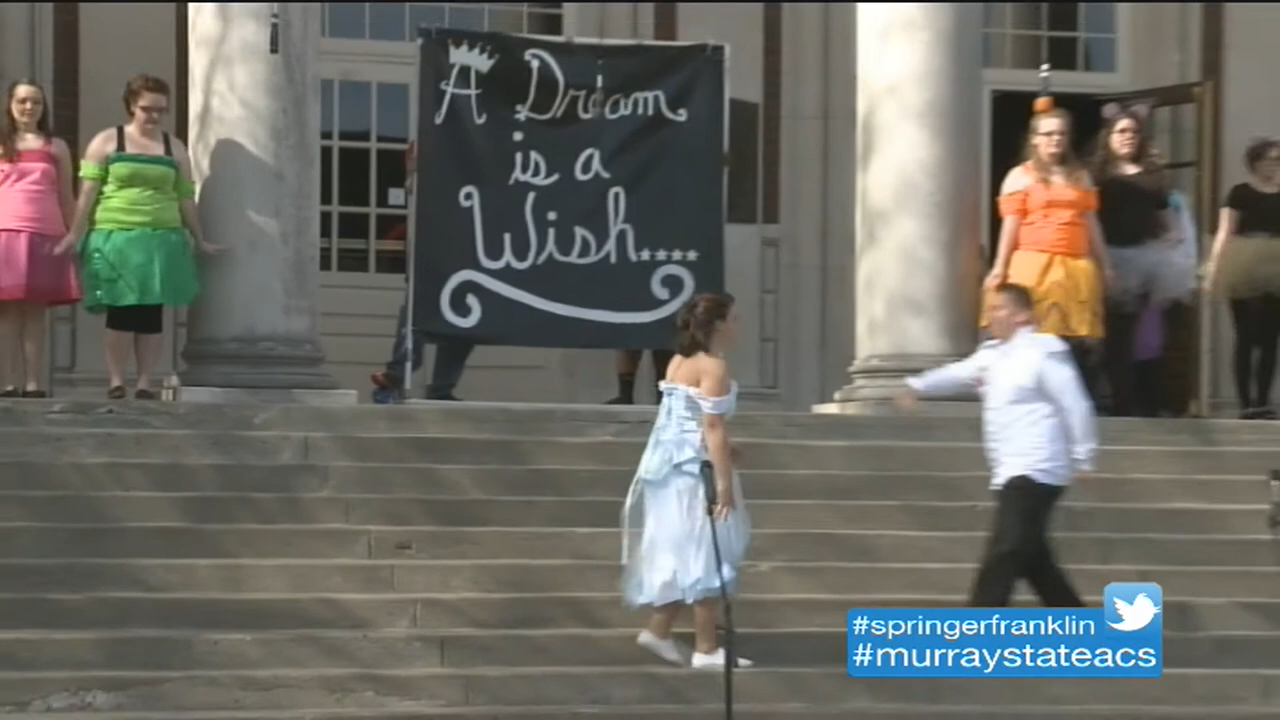 A Dream
is a
Wish....
#springerfranklin
#murraystateacs